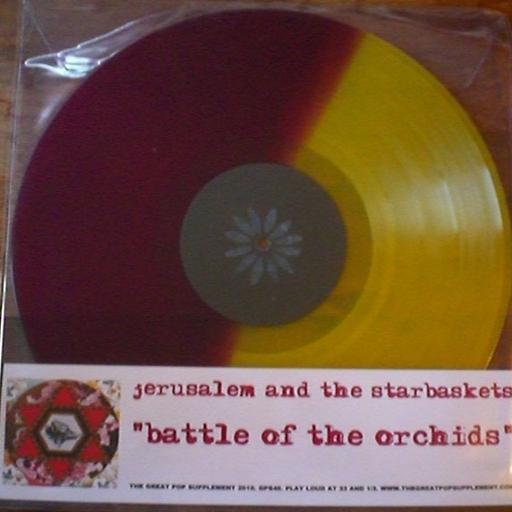 jerusalem and the starbaskets
"battle of the orchids"
THE GREAT POP SUPPLEMENT 2010. GPS40. PLAY LOUD AT 33 AND 1/3. WWW.THEGREATPOPSUPPLEMENT.CO